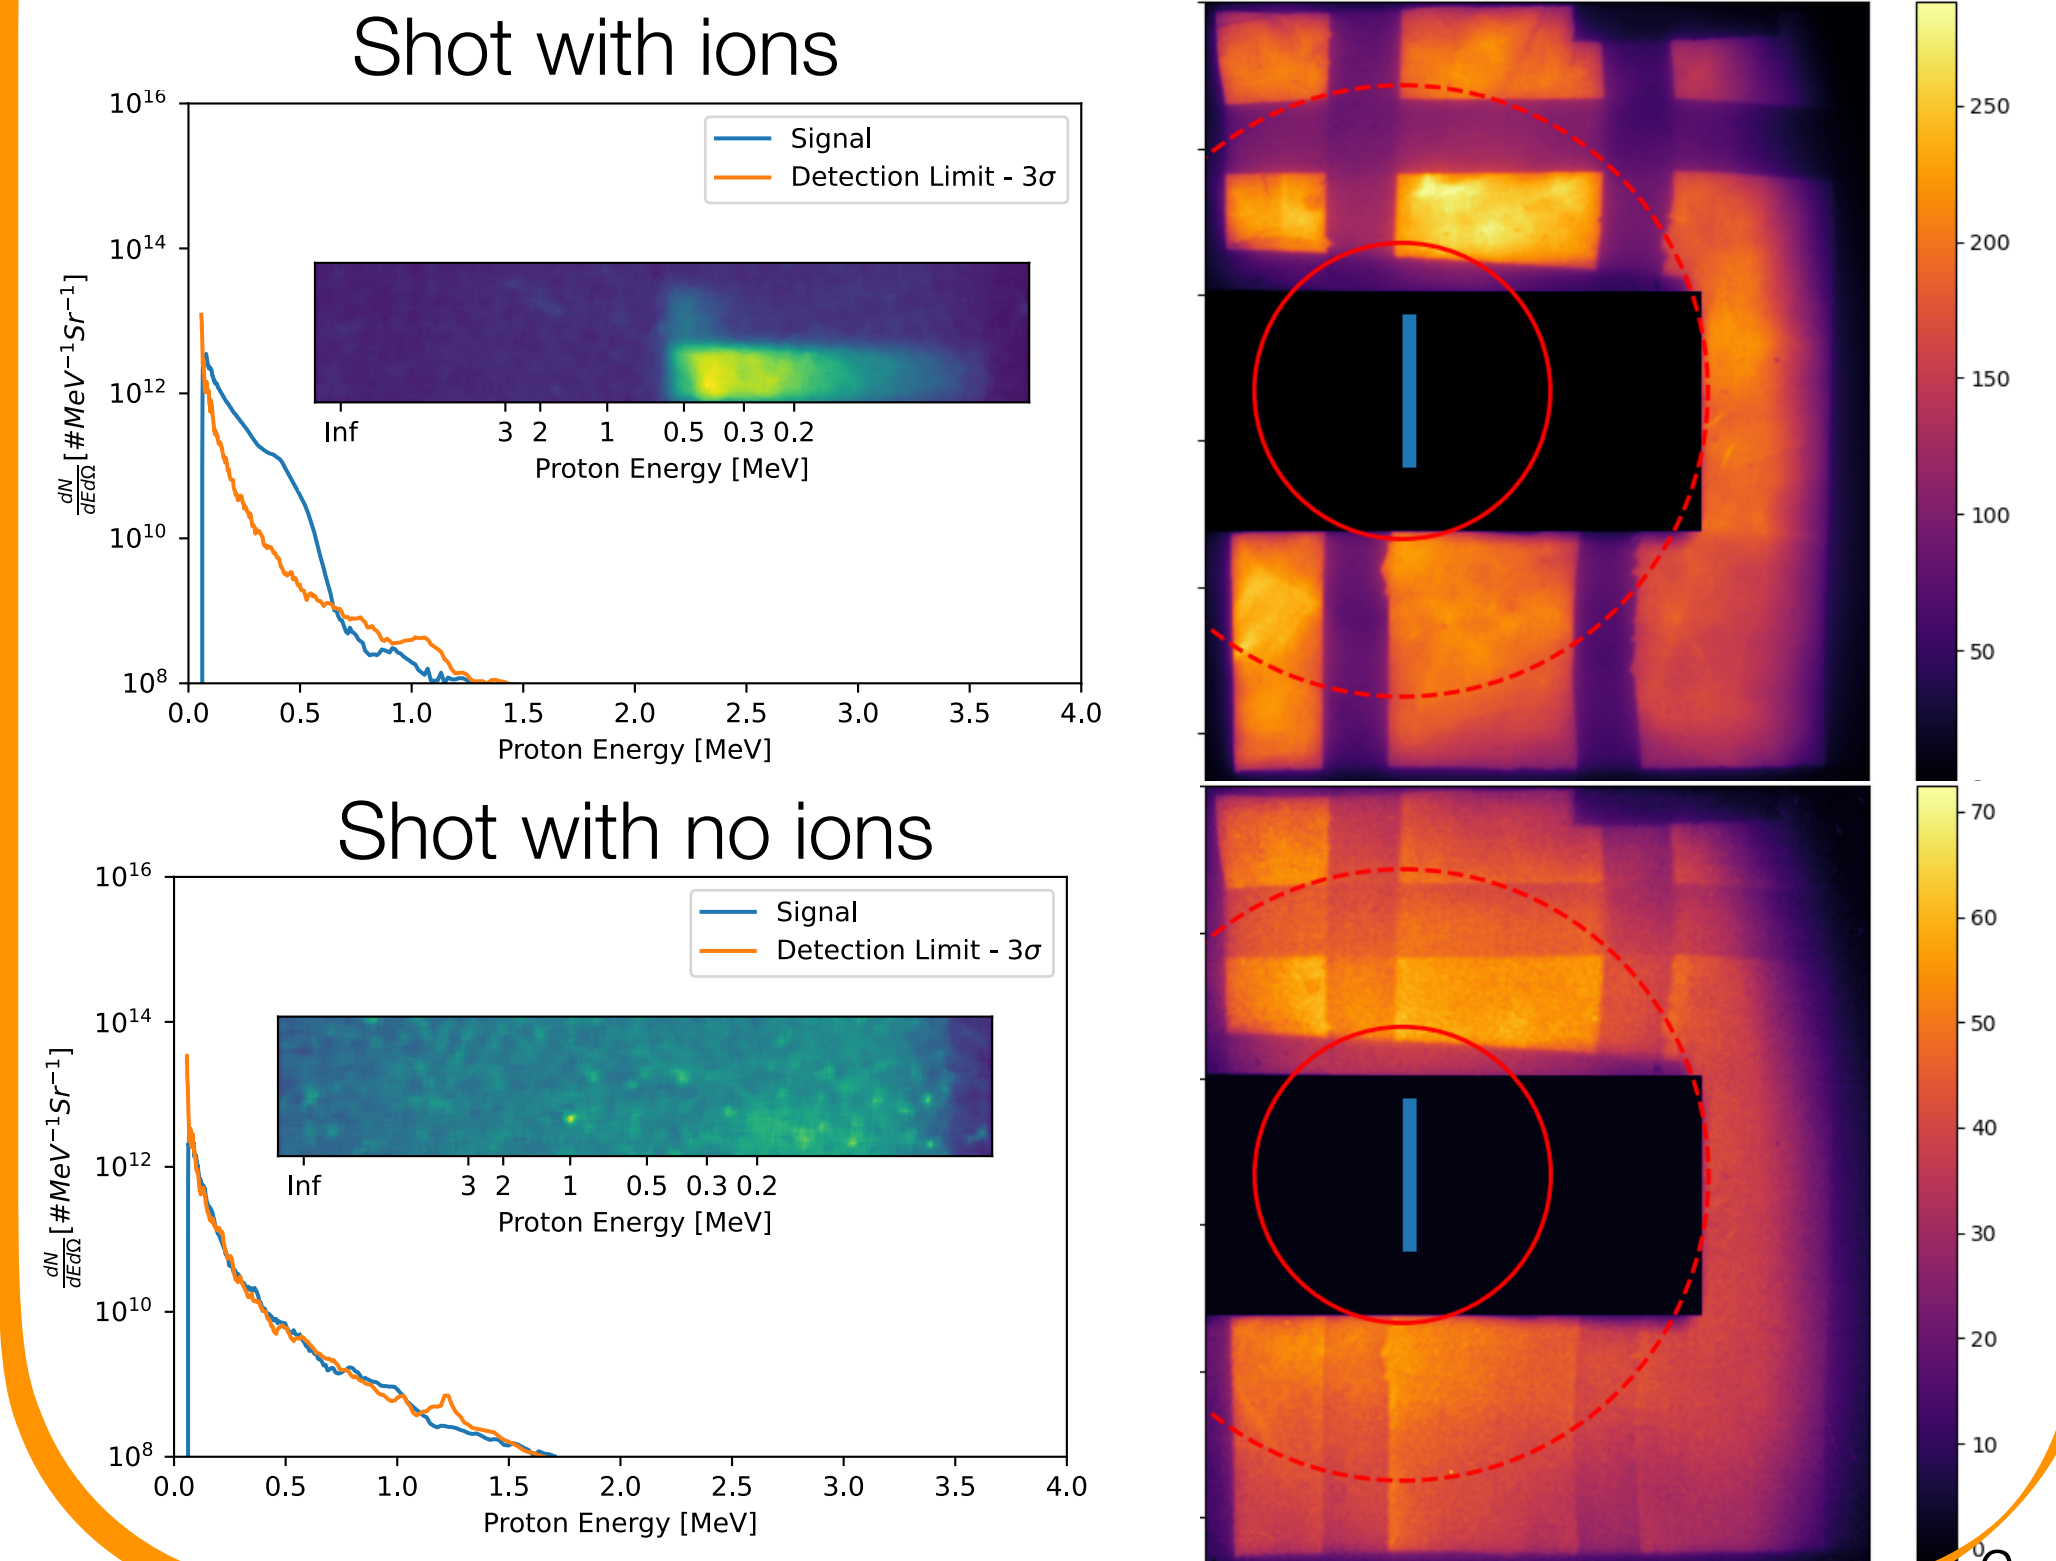 Shot with ions
10^16
10^14
10^12
10^10
10^8
dN/dEdΩ [#MeV⁻¹Sr⁻¹]
Signal
Detection Limit - 3σ
Inf 3 2 1 0.5 0.3 0.2
Proton Energy [MeV]
0.0 0.5 1.0 1.5 2.0 2.5 3.0 3.5 4.0
Proton Energy [MeV]
250
200
150
100
50
Shot with no ions
10^16
10^14
10^12
10^10
10^8
dN/dEdΩ [#MeV⁻¹Sr⁻¹]
Signal
Detection Limit - 3σ
Inf 3 2 1 0.5 0.3 0.2
Proton Energy [MeV]
0.0 0.5 1.0 1.5 2.0 2.5 3.0 3.5 4.0
Proton Energy [MeV]
70
60
50
40
30
20
10
0